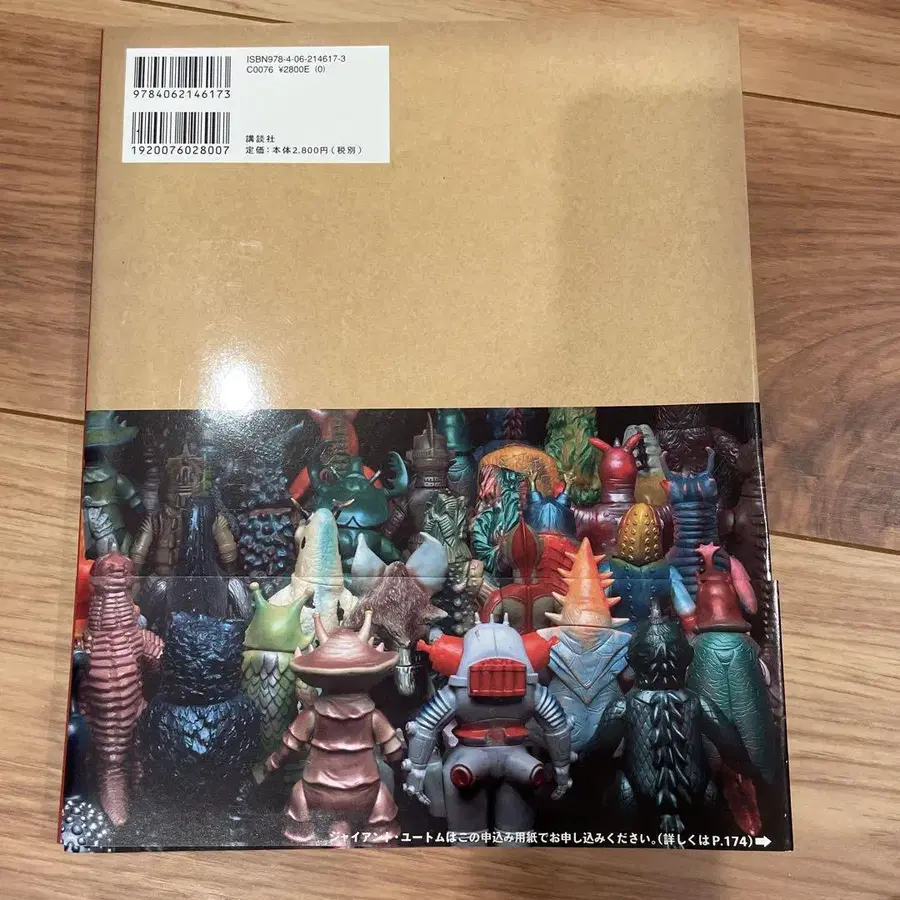 ISBN978-4-06-214617-3
C0076 ¥2800E (0)
9784062146173
1920076028007
講談社
定価:本体2.800円(税別)
ジャイアント・ユートムはこの申込み用紙でお申し込みください。(詳しくはP.174)➡